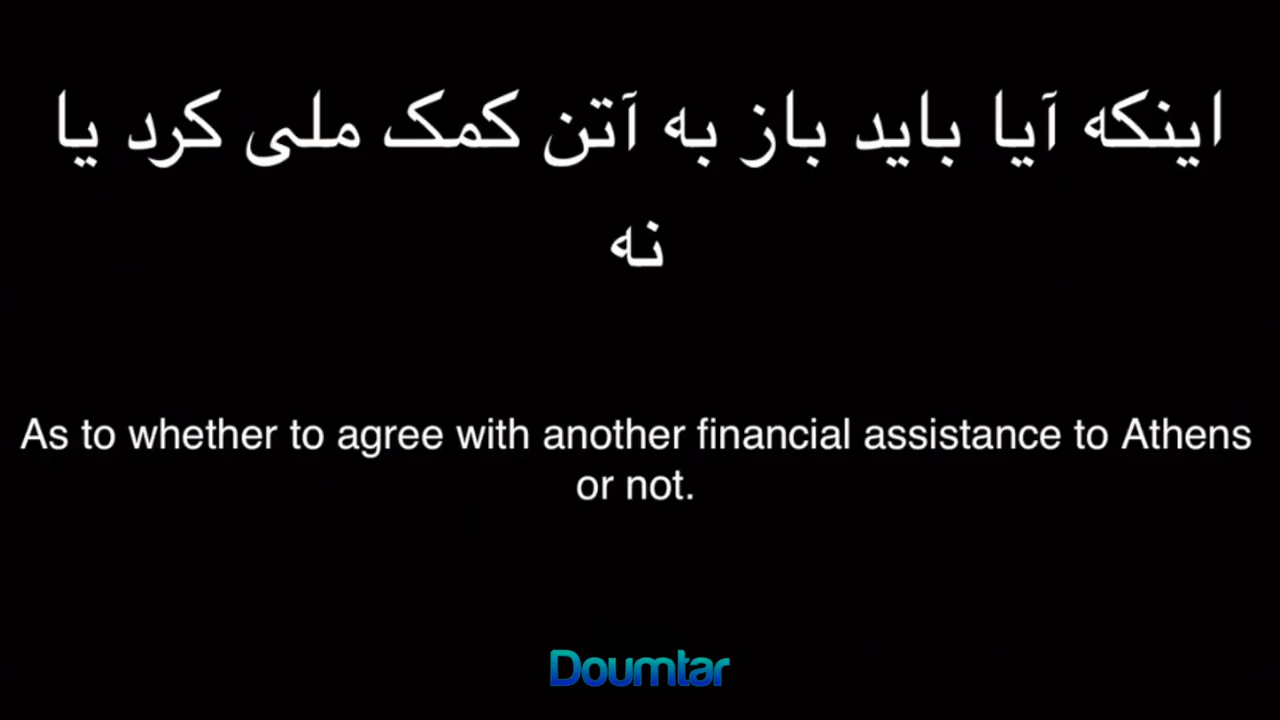 اینکه آیا باید باز به آتن کمک ملی کرد یا
نه
As to whether to agree with another financial assistance to Athens
or not.
Doumtar